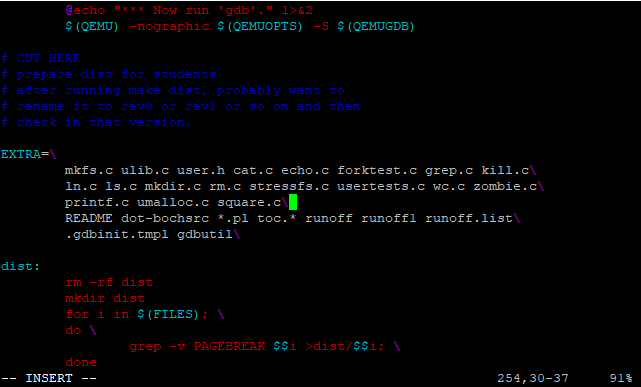 @echo "*** Now run 'gdb'." 1>&2
$(QEMU) -nographic $(QEMUOPTS) -S $(QEMUGDB)
# CUT HERE
# prepare dist for students
# after running make dist, probably want to
# rename it to rev0 or rev1 or so on and then
# check in that version.
EXTRA=\
mkfs.c ulib.c user.h cat.c echo.c forktest.c grep.c kill.c\
ln.c ls.c mkdir.c rm.c stressfs.c usertests.c wc.c zombie.c\
printf.c umalloc.c square.c\
README dot-bochsrc *.pl toc.* runoff runoff1 runoff.list\
.gdbinit.tmpl gdbutil\
dist:
rm -rf dist
mkdir dist
for i in $(FILES); \
do \
grep -v PAGEBREAK $$i >dist/$$i; \
done
-- INSERT -- 254,30-37 91%